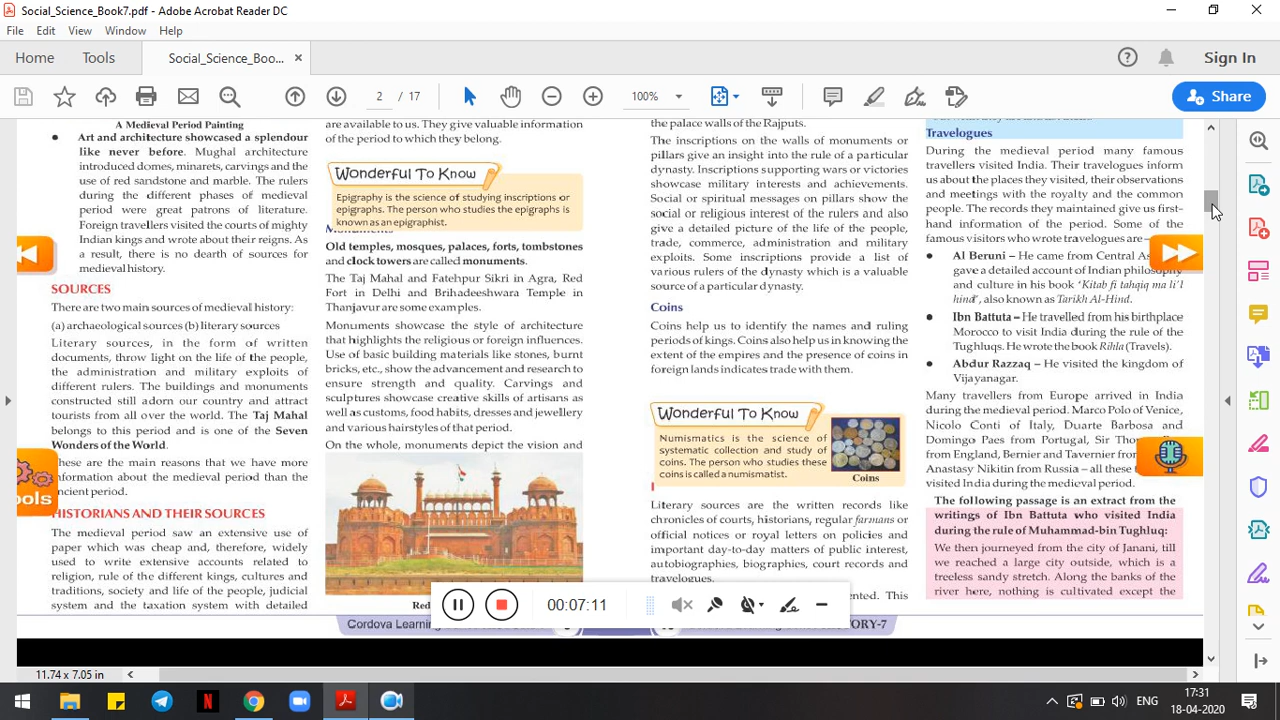 Social_Science_Book7.pdf - Adobe Acrobat Reader DC
File Edit View Window Help
Home Tools Social_Science_Boo... × Sign In
2 / 17 100% Share
A Medieval Period Painting
● Art and architecture showcased a splendour
like never before. Mughal architecture
introduced domes, minarets, carvings and the
use of red sandstone and marble. The rulers
during the different phases of medieval
period were great patrons of literature.
Foreign travellers visited the courts of mighty
Indian kings and wrote about their reigns. As
a result, there is no dearth of sources for
medieval history.
SOURCES
There are two main sources of medieval history:
(a) archaeological sources (b) literary sources
Literary sources, in the form of written
documents, throw light on the life of the people,
the administration and military exploits of
different rulers. The buildings and monuments
constructed still adorn our country and attract
tourists from all over the world. The Taj Mahal
belongs to this period and is one of the Seven
Wonders of the World.
hese are the main reasons that we have more
nformation about the medieval period than the
ncient period.
ools
HISTORIANS AND THEIR SOURCES
The medieval period saw an extensive use of
paper which was cheap and, therefore, widely
used to write extensive accounts related to
religion, rule of the different kings, cultures and
traditions, society and life of the people, judicial
system and the taxation system with detailed
are available to us. They give valuable information
of the period to which they belong.
Wonderful To Know
Epigraphy is the science of studying inscriptions or
epigraphs. The person who studies the epigraphs is
known as an epigraphist.
Monuments
Old temples, mosques, palaces, forts, tombstones
and clock towers are called monuments.
The Taj Mahal and Fatehpur Sikri in Agra, Red
Fort in Delhi and Brihadeeshwara Temple in
Thanjavur are some examples.
Monuments showcase the style of architecture
that highlights the religious or foreign influences.
Use of basic building materials like stones, burnt
bricks, etc., show the advancement and research to
ensure strength and quality. Carvings and
sculptures showcase creative skills of artisans as
well as customs, food habits, dresses and jewellery
and various hairstyles of that period.
On the whole, monuments depict the vision and
Red
Cordova Learning
the palace walls of the Rajputs.
The inscriptions on the walls of monuments or
pillars give an insight into the rule of a particular
dynasty. Inscriptions supporting wars or victories
showcase military interests and achievements.
Social or spiritual messages on pillars show the
social or religious interest of the rulers and also
give a detailed picture of the life of the people,
trade, commerce, administration and military
exploits. Some inscriptions provide a list of
various rulers of the dynasty which is a valuable
source of a particular dynasty.
Coins
Coins help us to identify the names and ruling
periods of kings. Coins also help us in knowing the
extent of the empires and the presence of coins in
foreign lands indicates trade with them.
Wonderful To Know
Numismatics is the science of
systematic collection and study of
coins. The person who studies these
coins is called a numismatist.
Coins
Literary sources are the written records like
chronicles of courts, historians, regular farmans or
official notices or royal letters on policies and
important day-to-day matters of public interest,
autobiographies, biographies, court records and
travelogues.
ented. This
ORY-7
Travelogues
During the medieval period many famous
travellers visited India. Their travelogues inform
us about the places they visited, their observations
and meetings with the royalty and the common
people. The records they maintained give us first-
hand information of the period. Some of the
famous visitors who wrote travelogues are–
● Al Beruni – He came from Central As
gave a detailed account of Indian philosophy
and culture in his book 'Kitab fi tahqiq ma li'l
hind', also known as Tarikh Al-Hind.
● Ibn Battuta – He travelled from his birthplace
Morocco to visit India during the rule of the
Tughluqs. He wrote the book Rihla (Travels).
● Abdur Razzaq – He visited the kingdom of
Vijayanagar.
Many travellers from Europe arrived in India
during the medieval period. Marco Polo of Venice,
Nicolo Conti of Italy, Duarte Barbosa and
Domingo Paes from Portugal, Sir Thom
from England, Bernier and Tavernier from
Anastasy Nikitin from Russia – all these
visited India during the medieval period.
The following passage is an extract from the
writings of Ibn Battuta who visited India
during the rule of Muhammad-bin Tughluq:
We then journeyed from the city of Janani, till
we reached a large city outside, which is a
treeless sandy stretch. Along the banks of the
river here, nothing is cultivated except the
00:07:11
11.74 x 7.05 in
ENG
17:31
18-04-2020